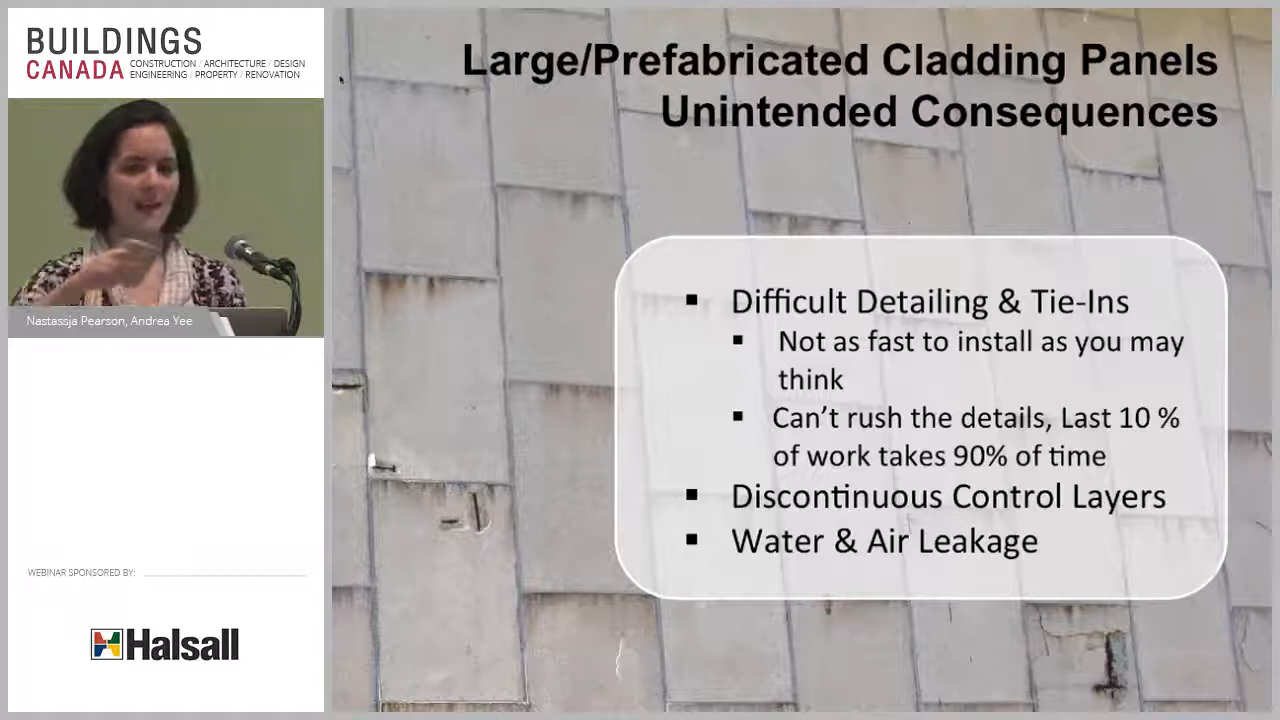 BUILDINGS
CANADA
CONSTRUCTION / ARCHITECTURE / DESIGN
ENGINEERING / PROPERTY / RENOVATION
Nastassja Pearson, Andrea Yee
WEBINAR SPONSORED BY:
Halsall
Large/Prefabricated Cladding Panels
Unintended Consequences
▪ Difficult Detailing & Tie-Ins
▪ Not as fast to install as you may
think
▪ Can’t rush the details, Last 10 %
of work takes 90% of time
▪ Discontinuous Control Layers
▪ Water & Air Leakage